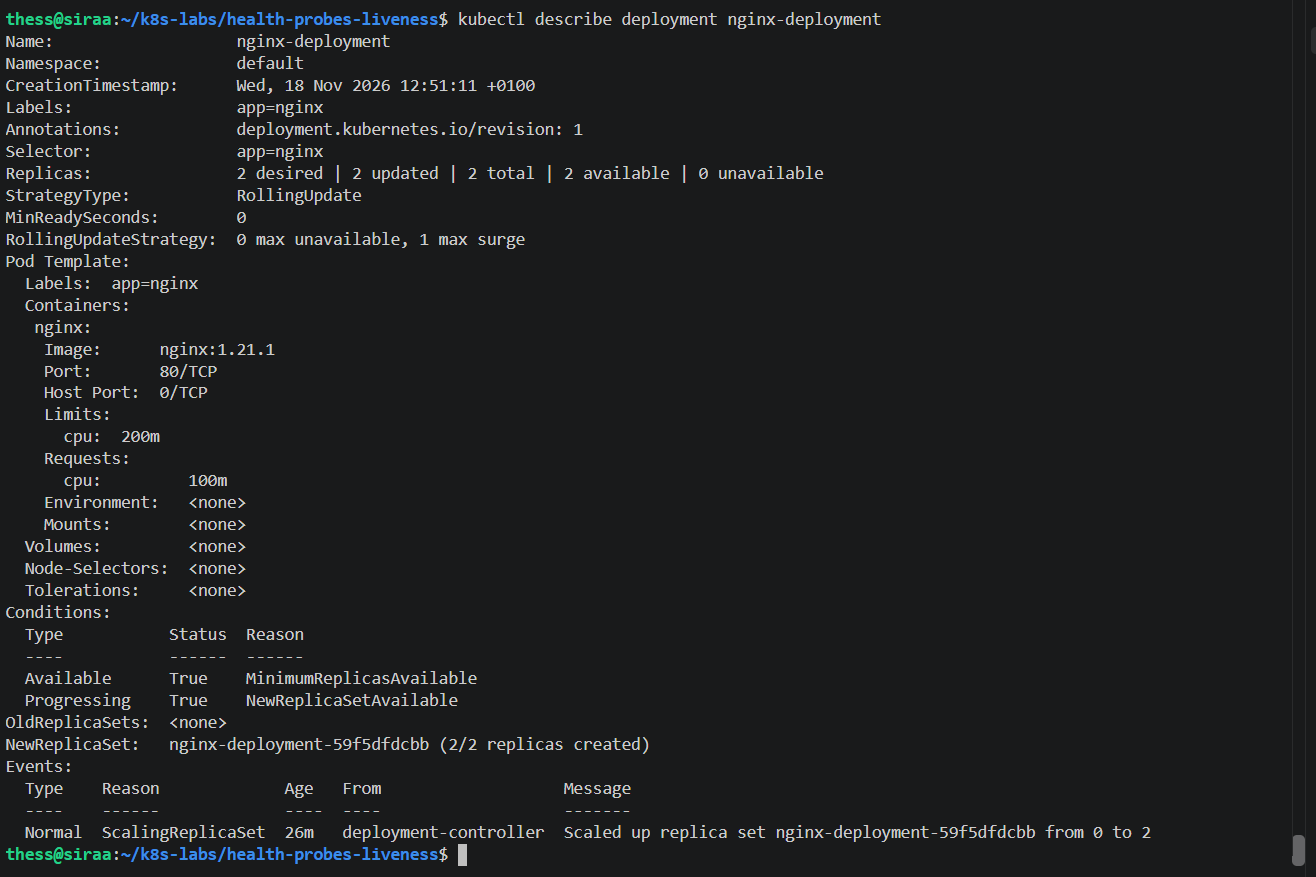 thess@siraa:~/k8s-labs/health-probes-liveness$ kubectl describe deployment nginx-deployment
Name:                   nginx-deployment
Namespace:              default
CreationTimestamp:      Wed, 18 Nov 2026 12:51:11 +0100
Labels:                 app=nginx
Annotations:            deployment.kubernetes.io/revision: 1
Selector:               app=nginx
Replicas:               2 desired | 2 updated | 2 total | 2 available | 0 unavailable
StrategyType:           RollingUpdate
MinReadySeconds:        0
RollingUpdateStrategy:  0 max unavailable, 1 max surge
Pod Template:
  Labels:  app=nginx
  Containers:
   nginx:
    Image:      nginx:1.21.1
    Port:       80/TCP
    Host Port:  0/TCP
    Limits:
      cpu:  200m
    Requests:
      cpu:         100m
    Environment:   <none>
    Mounts:        <none>
  Volumes:         <none>
  Node-Selectors:  <none>
  Tolerations:     <none>
Conditions:
  Type           Status  Reason
  ----           ------  ------
  Available      True    MinimumReplicasAvailable
  Progressing    True    NewReplicaSetAvailable
OldReplicaSets:  <none>
NewReplicaSet:   nginx-deployment-59f5dfdcbb (2/2 replicas created)
Events:
  Type    Reason             Age   From                   Message
  ----    ------             ----  ----                   -------
  Normal  ScalingReplicaSet  26m   deployment-controller  Scaled up replica set nginx-deployment-59f5dfdcbb from 0 to 2
thess@siraa:~/k8s-labs/health-probes-liveness$